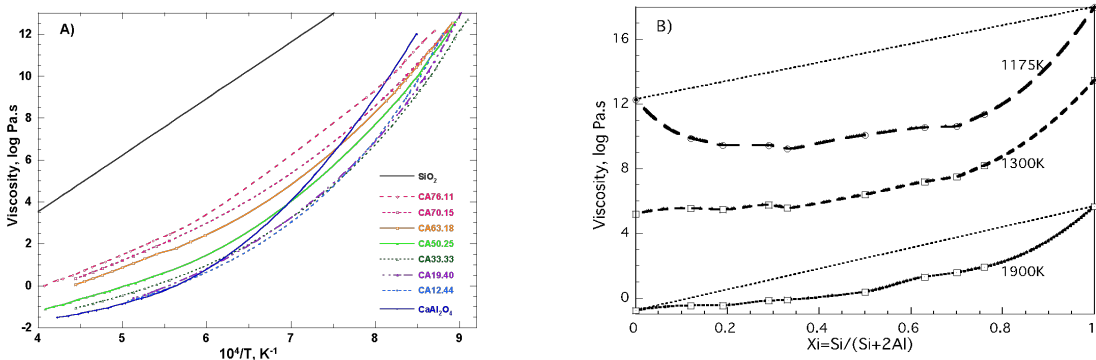 A)
12
10
8
6
4
2
0
-2
Viscosity, log Pa.s
SiO2
CA76.11
CA70.15
CA63.18
CA50.25
CA33.33
CA19.40
CA12.44
CaAl2O4
4 5 6 7 8 9
10⁴/T, K⁻¹
B)
16
12
8
4
0
Viscosity, log Pa.s
1175K
1300K
1900K
0 0.2 0.4 0.6 0.8 1
Xi=Si/(Si+2Al)